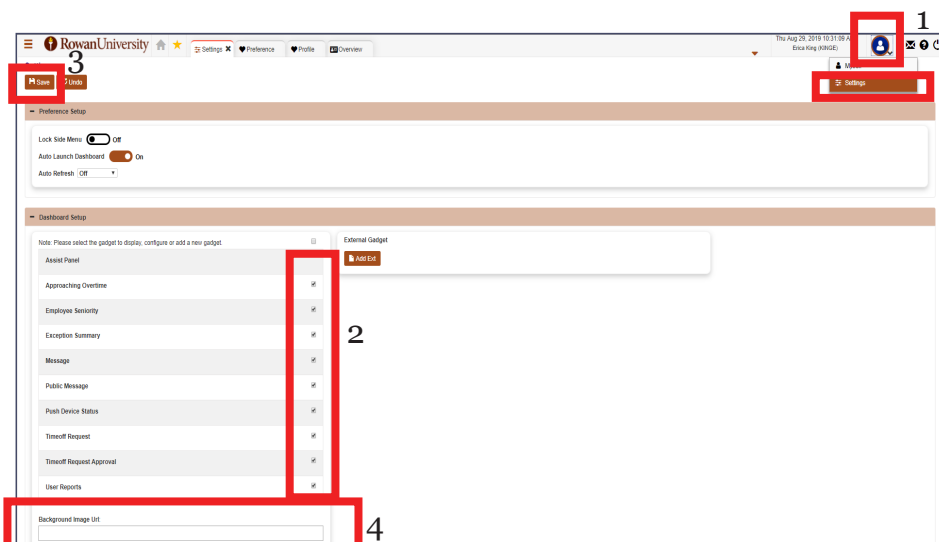 1
RowanUniversity
Settings X
Preference
Profile
Overview
Thu Aug 29, 2019 10:31:09 A
Erica King (KINGE)
3
Save
Undo
Settings
Preference Setup
Lock Side Menu Off
Auto Launch Dashboard On
Auto Refresh Off
Dashboard Setup
Note: Please select the gadget to display, configure or add a new gadget
External Gadget
Add Ext
Assist Panel
Approaching Overtime
Employee Seniority
Exception Summary
2
Message
Public Message
Push Device Status
Timeoff Request
Timeoff Request Approval
User Reports
Background Image Url:
4